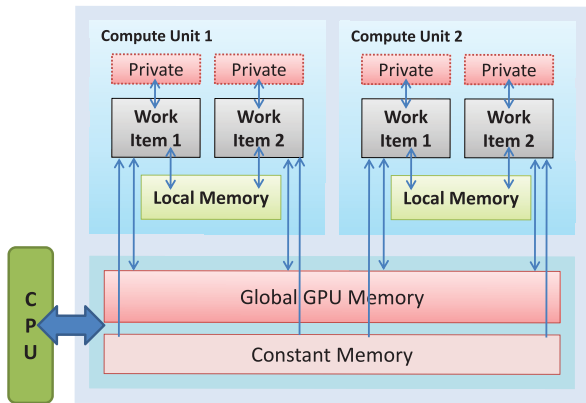 Compute Unit 1
Private
Private
Work
Item 1
Work
Item 2
Local Memory
Compute Unit 2
Private
Private
Work
Item 1
Work
Item 2
Local Memory
Global GPU Memory
Constant Memory
C
P
U